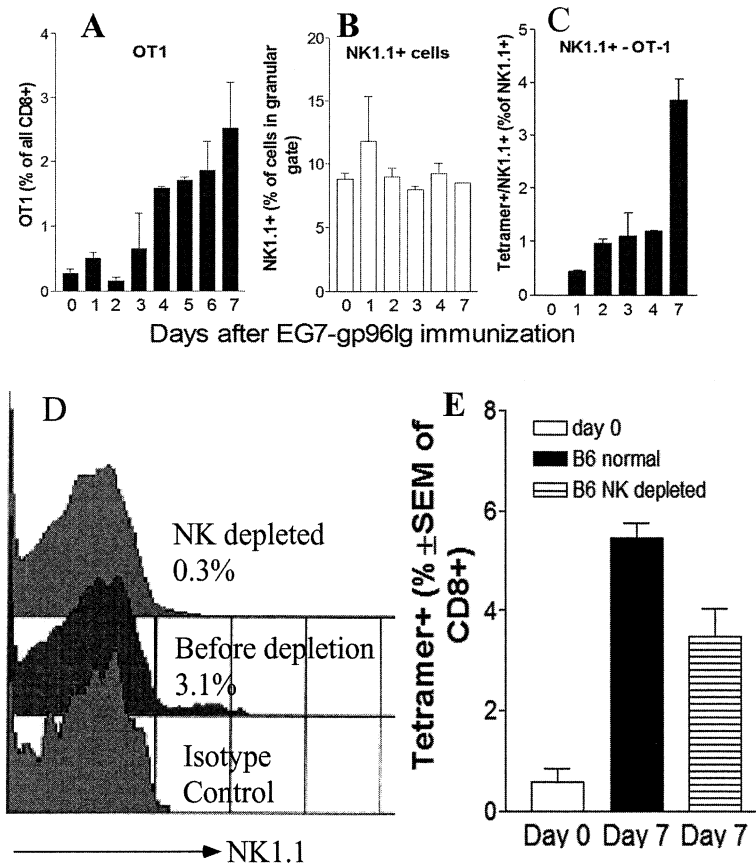 A
OT1
OT1 (% of all CD8+)
4
3
2
1
0
0 1 2 3 4 5 6 7
B
NK1.1+ cells
NK1.1+ (% of cells in granular
gate)
20
15
10
5
0
0 1 2 3 4 7
C
NK1.1+ - OT-1
Tetramer+/NK1.1+ (%of NK1.1+)
5
4
3
2
1
0
0 1 2 3 4 7
Days after EG7-gp96Ig immunization
D
NK depleted
0.3%
Before depletion
3.1%
Isotype
Control
NK1.1
E
Tetramer+ (% ±SEM of
CD8+)
8
6
4
2
0
day 0
B6 normal
B6 NK depleted
Day 0 Day 7 Day 7